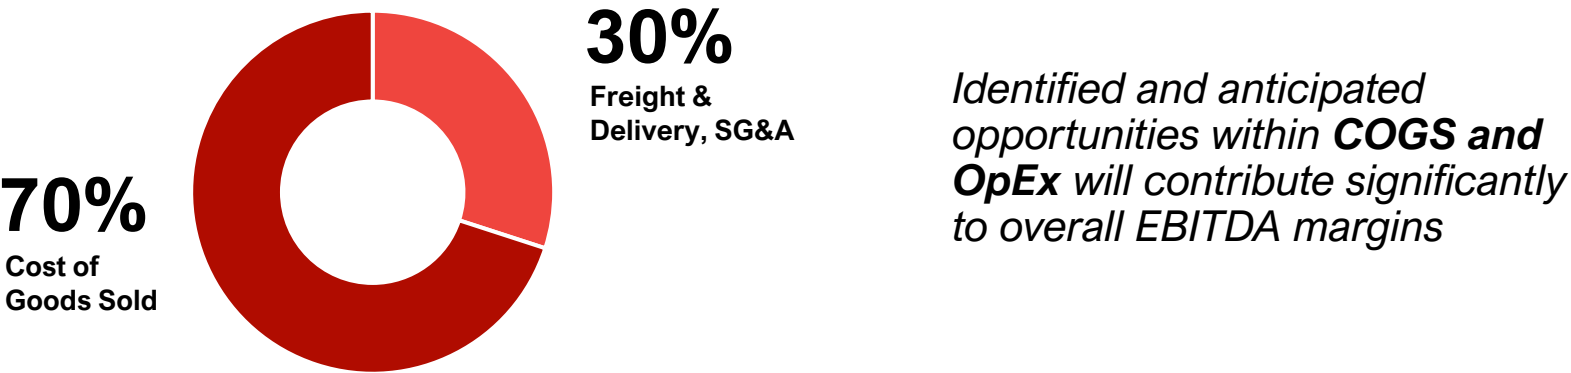 30%
Freight &
Delivery, SG&A
70%
Cost of
Goods Sold
Identified and anticipated
opportunities within COGS and
OpEx will contribute significantly
to overall EBITDA margins